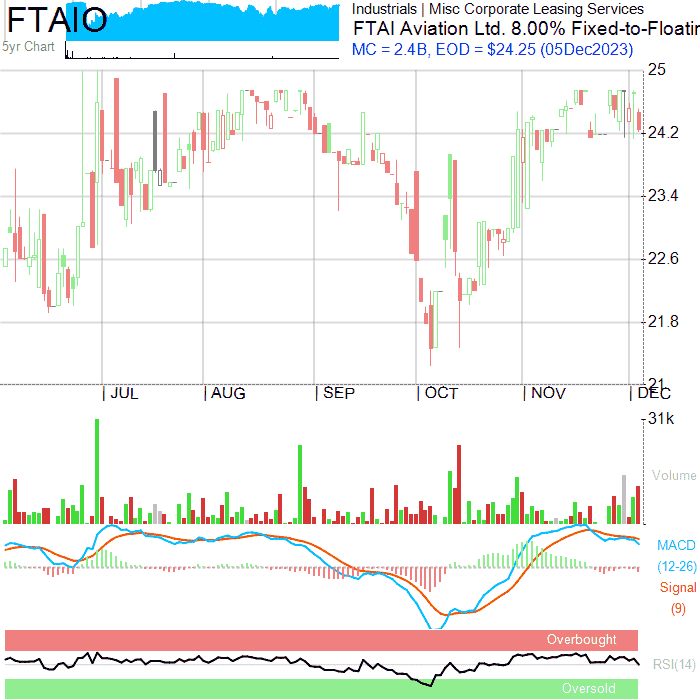 FTAIO
5yr Chart
Industrials | Misc Corporate Leasing Services
FTAI Aviation Ltd. 8.00% Fixed-to-Floatin
MC = 2.4B, EOD = $24.25 (05Dec2023)
25
24.2
23.4
22.6
21.8
21
JUL AUG SEP OCT NOV DEC
31k
Volume
MACD
(12-26)
Signal
(9)
Overbought
RSI(14)
Oversold